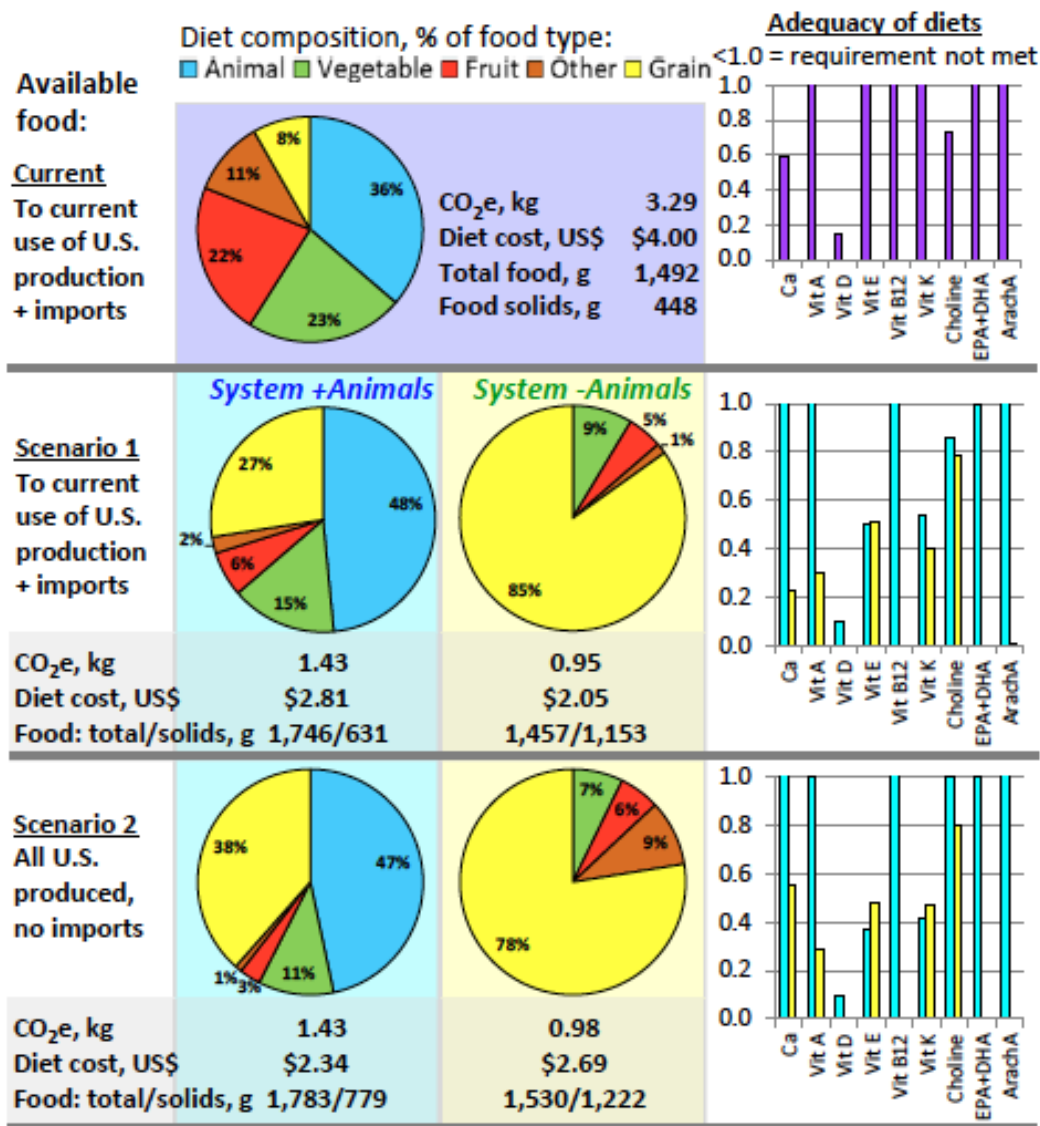 Diet composition, % of food type:
Animal Vegetable Fruit Other Grain
Adequacy of diets
<1.0 = requirement not met
Available
food:
Current
To current
use of U.S.
production
+ imports
8%
11%
36%
22%
23%
CO2e, kg 3.29
Diet cost, US$ $4.00
Total food, g 1,492
Food solids, g 448
1.0
0.8
0.6
0.4
0.2
0.0
Ca
Vit A
Vit D
Vit E
Vit B12
Vit K
Choline
EPA+DHA
ArachA
System +Animals
System -Animals
Scenario 1
To current
use of U.S.
production
+ imports
27%
48%
2%
6%
15%
9%
5%
1%
85%
1.0
0.8
0.6
0.4
0.2
0.0
Ca
Vit A
Vit D
Vit E
Vit B12
Vit K
Choline
EPA+DHA
ArachA
CO2e, kg 1.43 0.95
Diet cost, US$ $2.81 $2.05
Food: total/solids, g 1,746/631 1,457/1,153
Scenario 2
All U.S.
produced,
no imports
38%
47%
1%
3%
11%
7%
6%
9%
78%
1.0
0.8
0.6
0.4
0.2
0.0
Ca
Vit A
Vit D
Vit E
Vit B12
Vit K
Choline
EPA+DHA
ArachA
CO2e, kg 1.43 0.98
Diet cost, US$ $2.34 $2.69
Food: total/solids, g 1,783/779 1,530/1,222